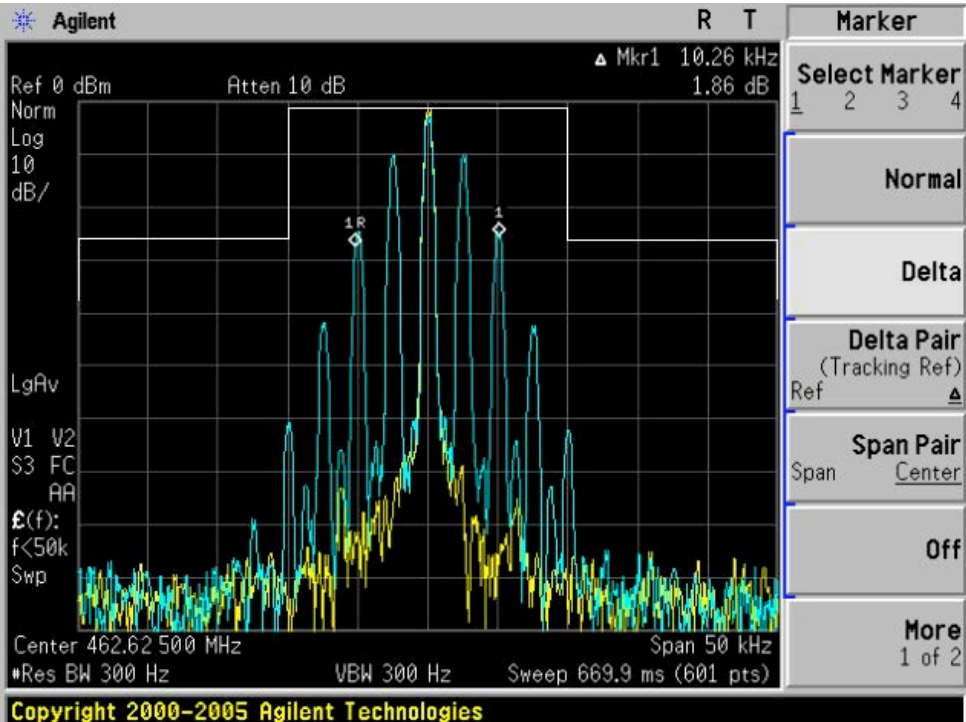 Agilent R T
△ Mkr1 10.26 kHz
Ref 0 dBm Atten 10 dB 1.86 dB
Norm
Log
10
dB/
1R
1
LgAv
V1 V2
S3 FC
AA
£(f):
f<50k
Swp
Center 462.62 500 MHz Span 50 kHz
#Res BW 300 Hz VBW 300 Hz Sweep 669.9 ms (601 pts)
Copyright 2000-2005 Agilent Technologies
Marker
Select Marker
1 2 3 4
Normal
Delta
Delta Pair
(Tracking Ref)
Ref △
Span Pair
Span Center
Off
More
1 of 2